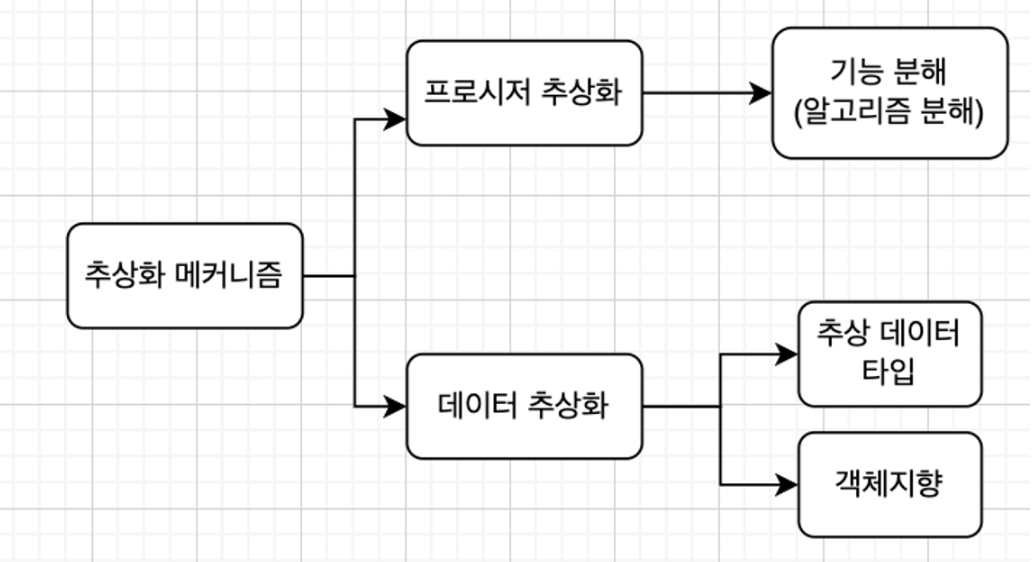 프로시저 추상화
기능 분해
(알고리즘 분해)
추상화 메커니즘
데이터 추상화
추상 데이터
타입
객체지향